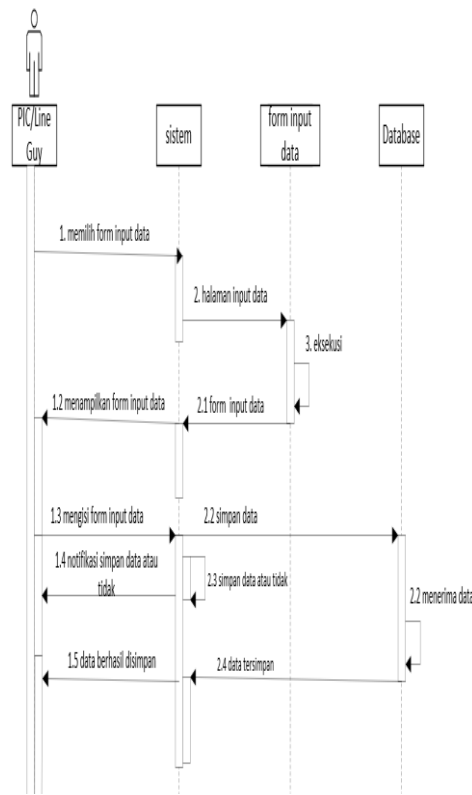 PIC/Line
Guy
sistem
form input
data
Database
1. memilih form input data
2. halaman input data
3. eksekusi
1.2 menampilkan form input data
2.1 form input data
1.3 mengisi form input data
2.2 simpan data
1.4 notifikasi simpan data atau
tidak
2.3 simpan data atau tidak
2.2 menerima data
1.5 data berhasil disimpan
2.4 data tersimpan